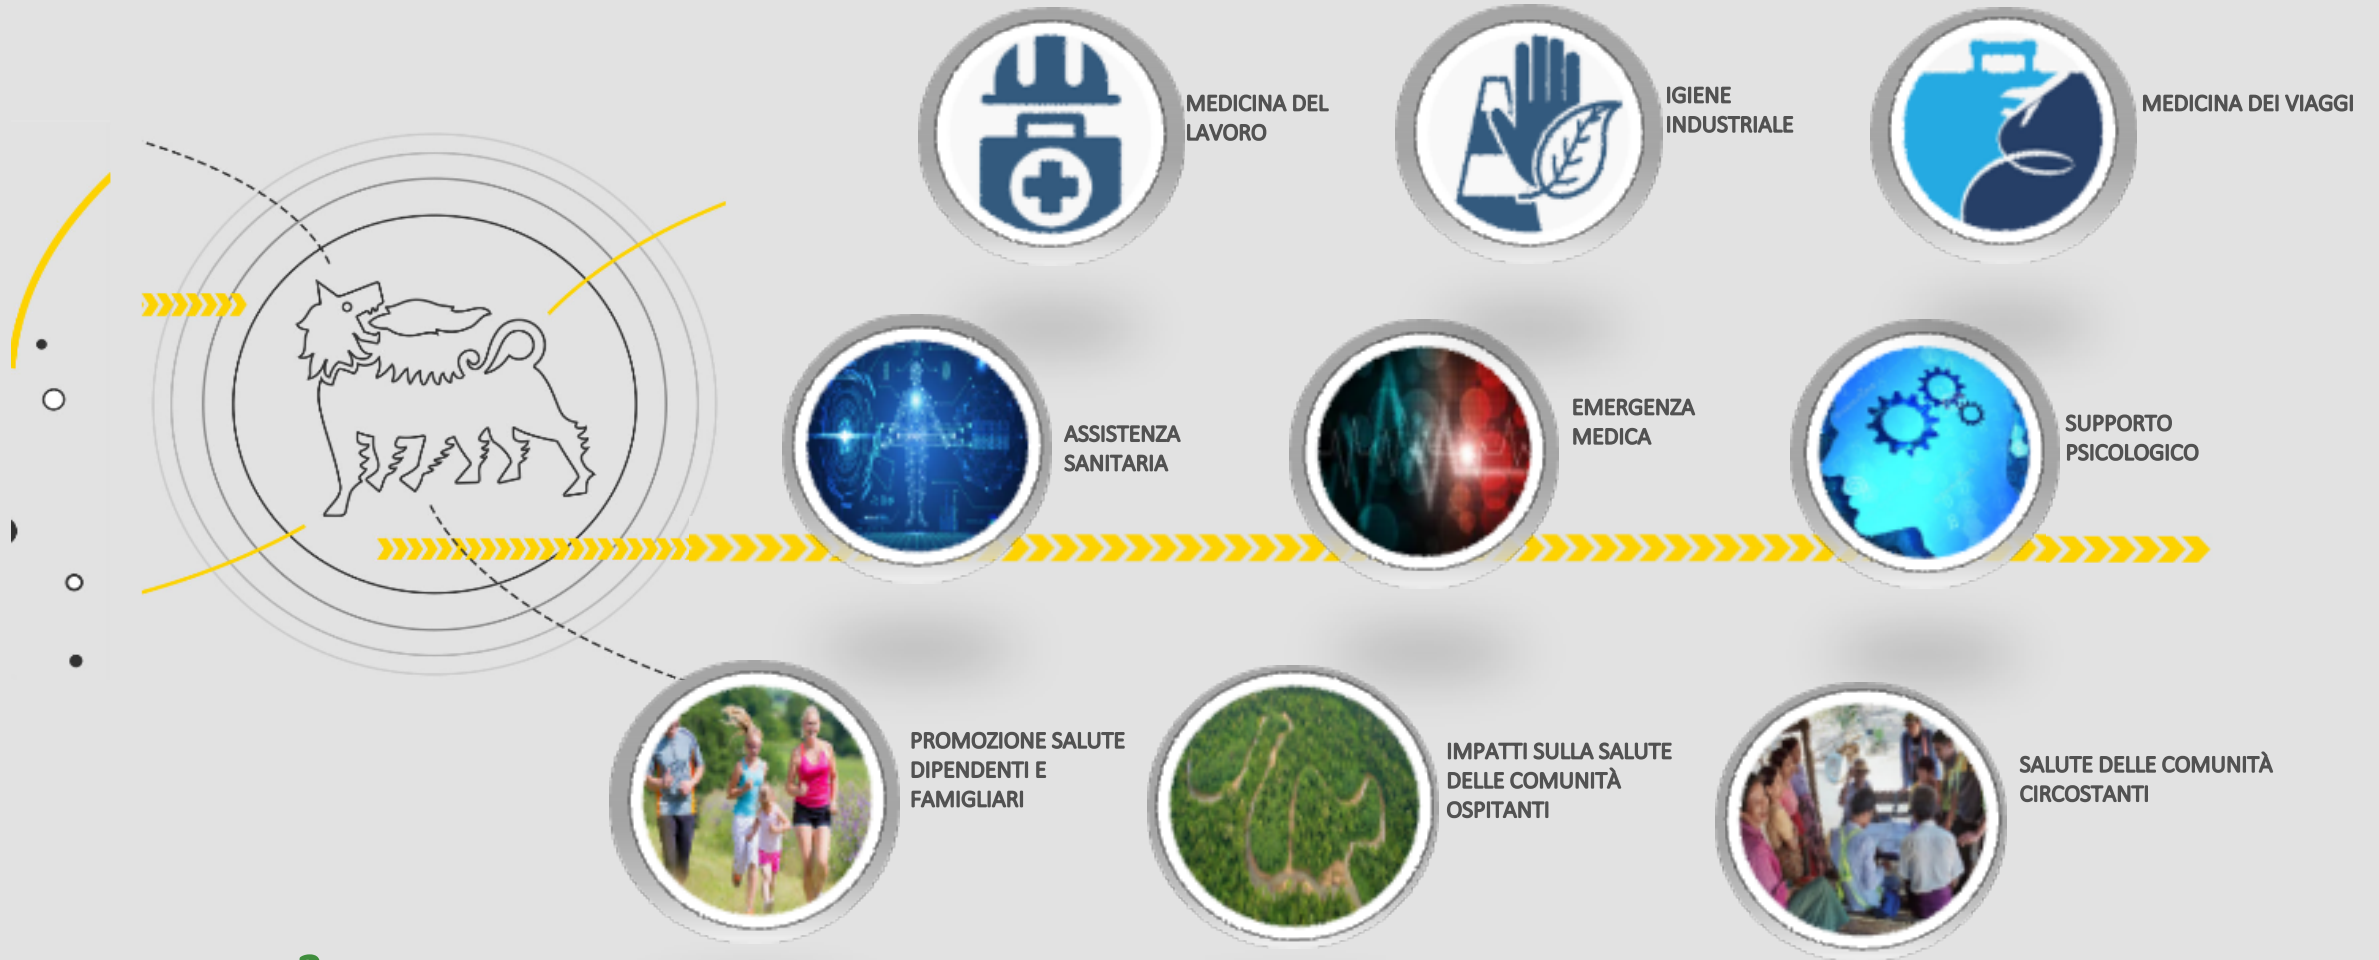 MEDICINA DEL
LAVORO
IGIENE
INDUSTRIALE
MEDICINA DEI VIAGGI
ASSISTENZA
SANITARIA
EMERGENZA
MEDICA
SUPPORTO
PSICOLOGICO
PROMOZIONE SALUTE
DIPENDENTI E
FAMIGLIARI
IMPATTI SULLA SALUTE
DELLE COMUNITÀ
OSPITANTI
SALUTE DELLE COMUNITÀ
CIRCOSTANTI